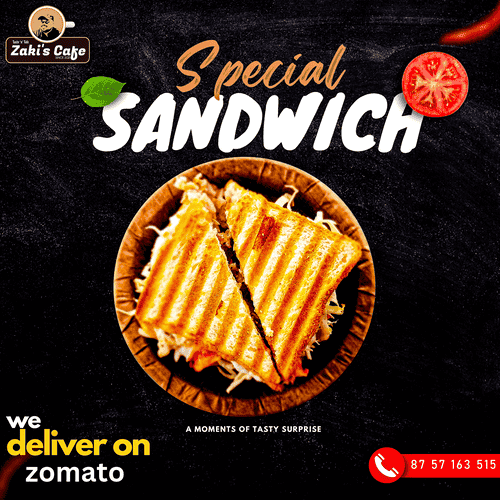 Zaki's Cafe
Special
SANDWICH
A MOMENTS OF TASTY SURPRISE
we
deliver on
zomato
87 57 163 515